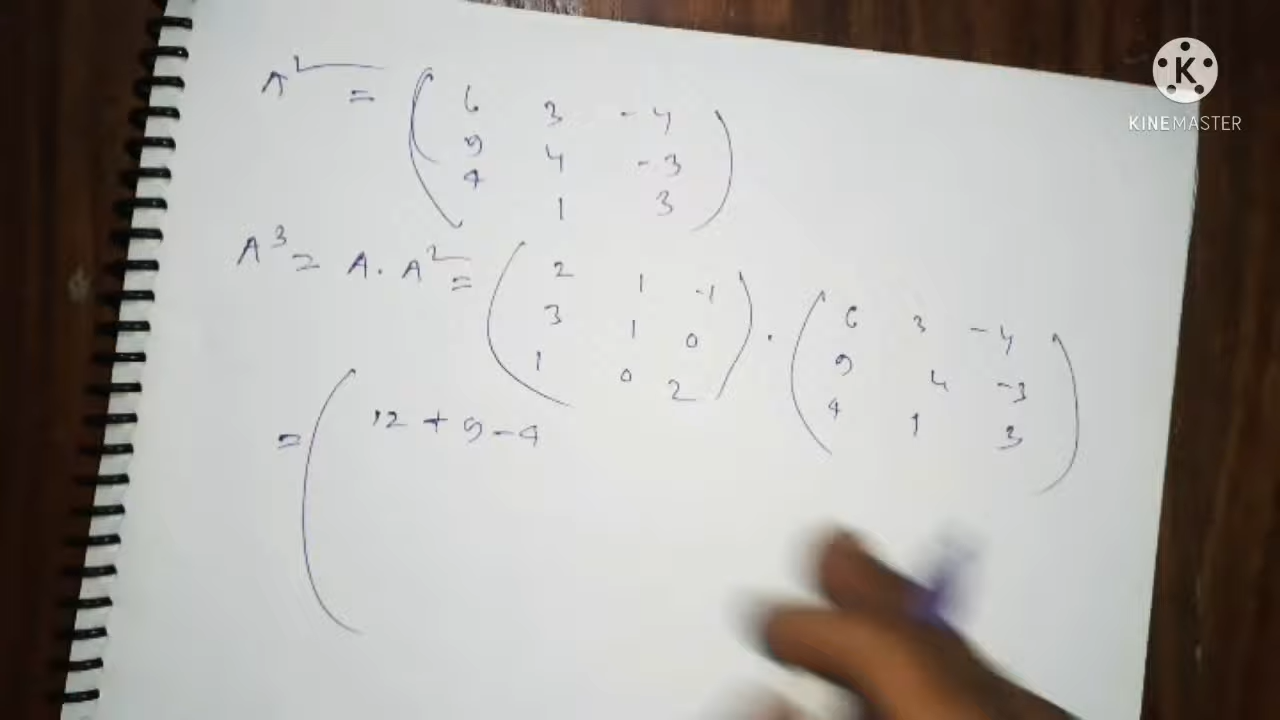 K
KINEMASTER
A² = ( 6 3 -4
9 4 -3
4 1 3 )
A³ = A. A² = ( 2 1 -1
3 1 0
1 0 2 ) . ( 6 3 -4
9 4 -3
4 1 3 )
= ( 12 + 9 - 4